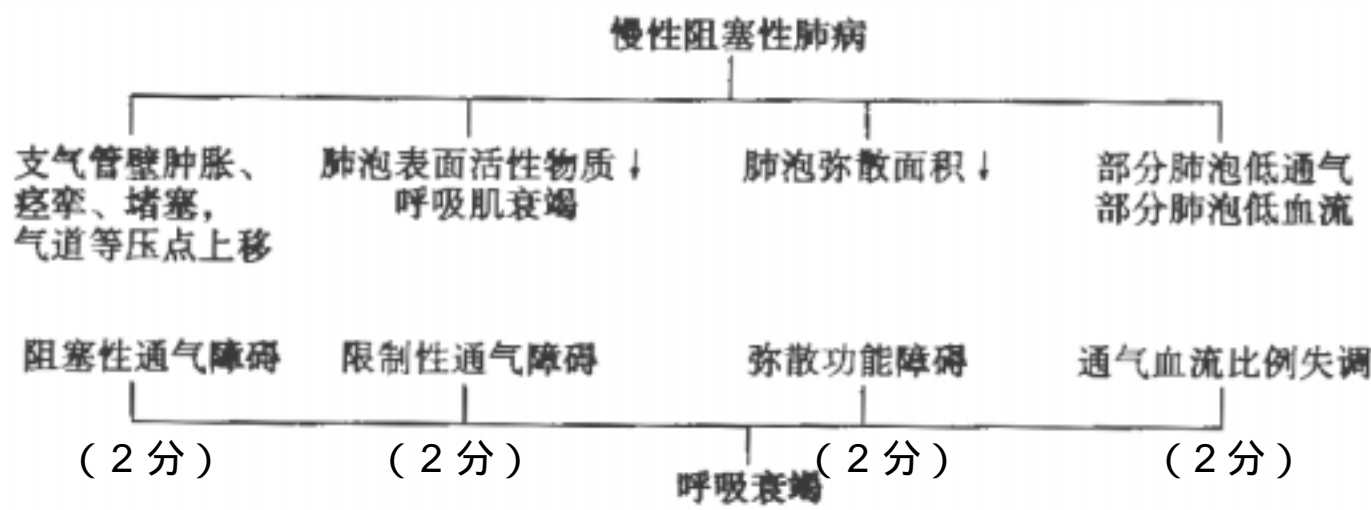 慢性阻塞性肺病
支气管壁肿胀、
痉挛、堵塞，
气道等压点上移
肺泡表面活性物质↓
呼吸肌衰竭
肺泡弥散面积↓
部分肺泡低通气
部分肺泡低血流
阻塞性通气障碍
限制性通气障碍
弥散功能障碍
通气血流比例失调
（2分）
（2分）
（2分）
（2分）
呼吸衰竭